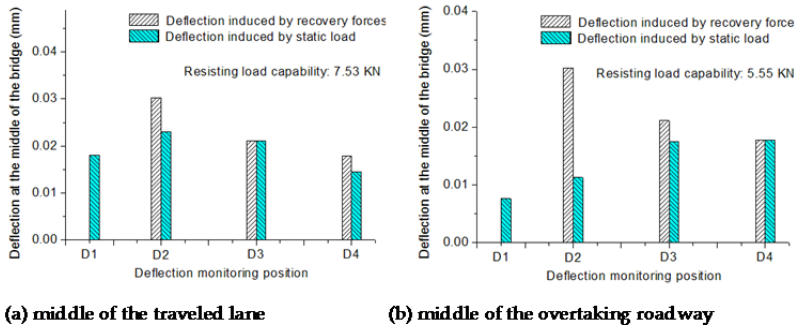 Deflection induced by recovery forces
Deflection induced by static load
Resisting load capability: 7.53 KN
Deflection at the middle of the bridge (mm)
0.04
0.03
0.02
0.01
0.00
D1 D2 D3 D4
Deflection monitoring position
(a) middle of the traveled lane
Deflection induced by recovery force
Deflection induced by static load
Resisting load capability: 5.55 KN
Deflection at the middle of the bridge (mm)
0.04
0.03
0.02
0.01
0.00
D1 D2 D3 D4
Deflection monitoring position
(b) middle of the overtaking roadway